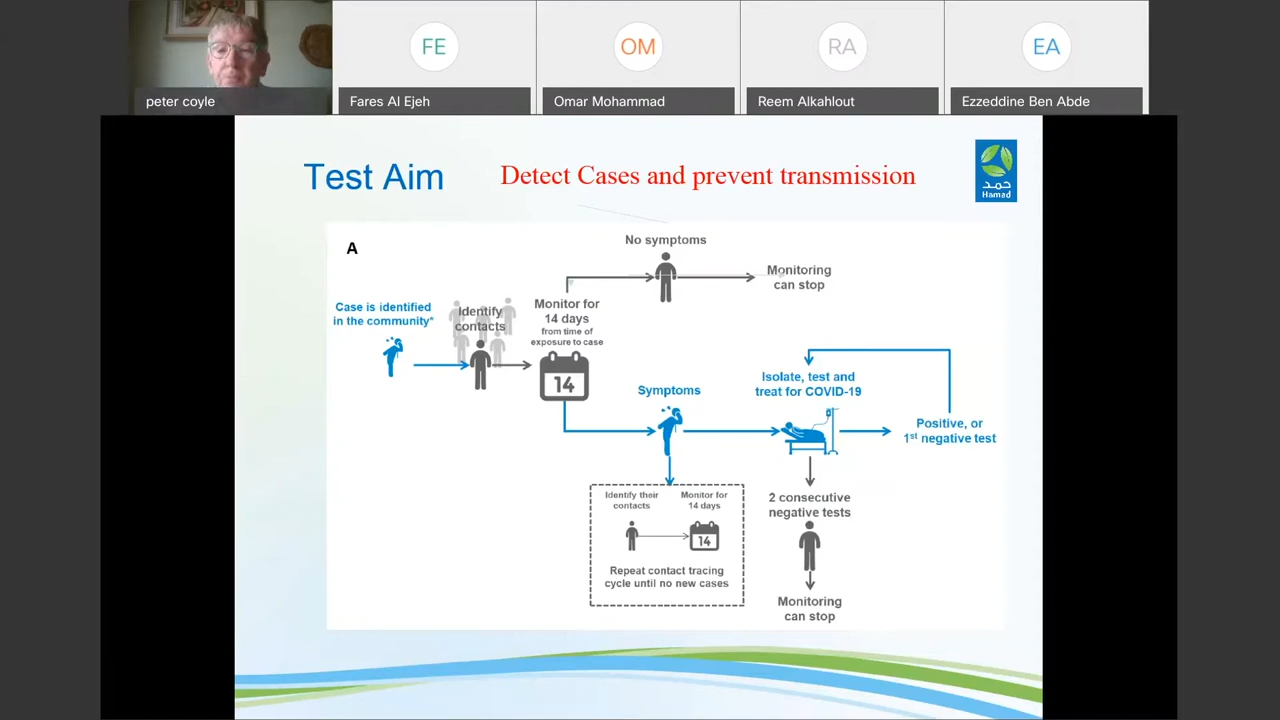 FE
OM
RA
EA
peter coyle
Fares Al Ejeh
Omar Mohammad
Reem Alkahlout
Ezzeddine Ben Abde
Test Aim
Detect Cases and prevent transmission
حمد
Hamad
A
No symptoms
Monitoring
can stop
Case is identified
in the community*
Identify
contacts
Monitor for
14 days
from time of
exposure to case
14
Symptoms
Isolate, test and
treat for COVID-19
Positive, or
1st negative test
Identify their
contacts
Monitor for
14 days
14
Repeat contact tracing
cycle until no new cases
2 consecutive
negative tests
Monitoring
can stop